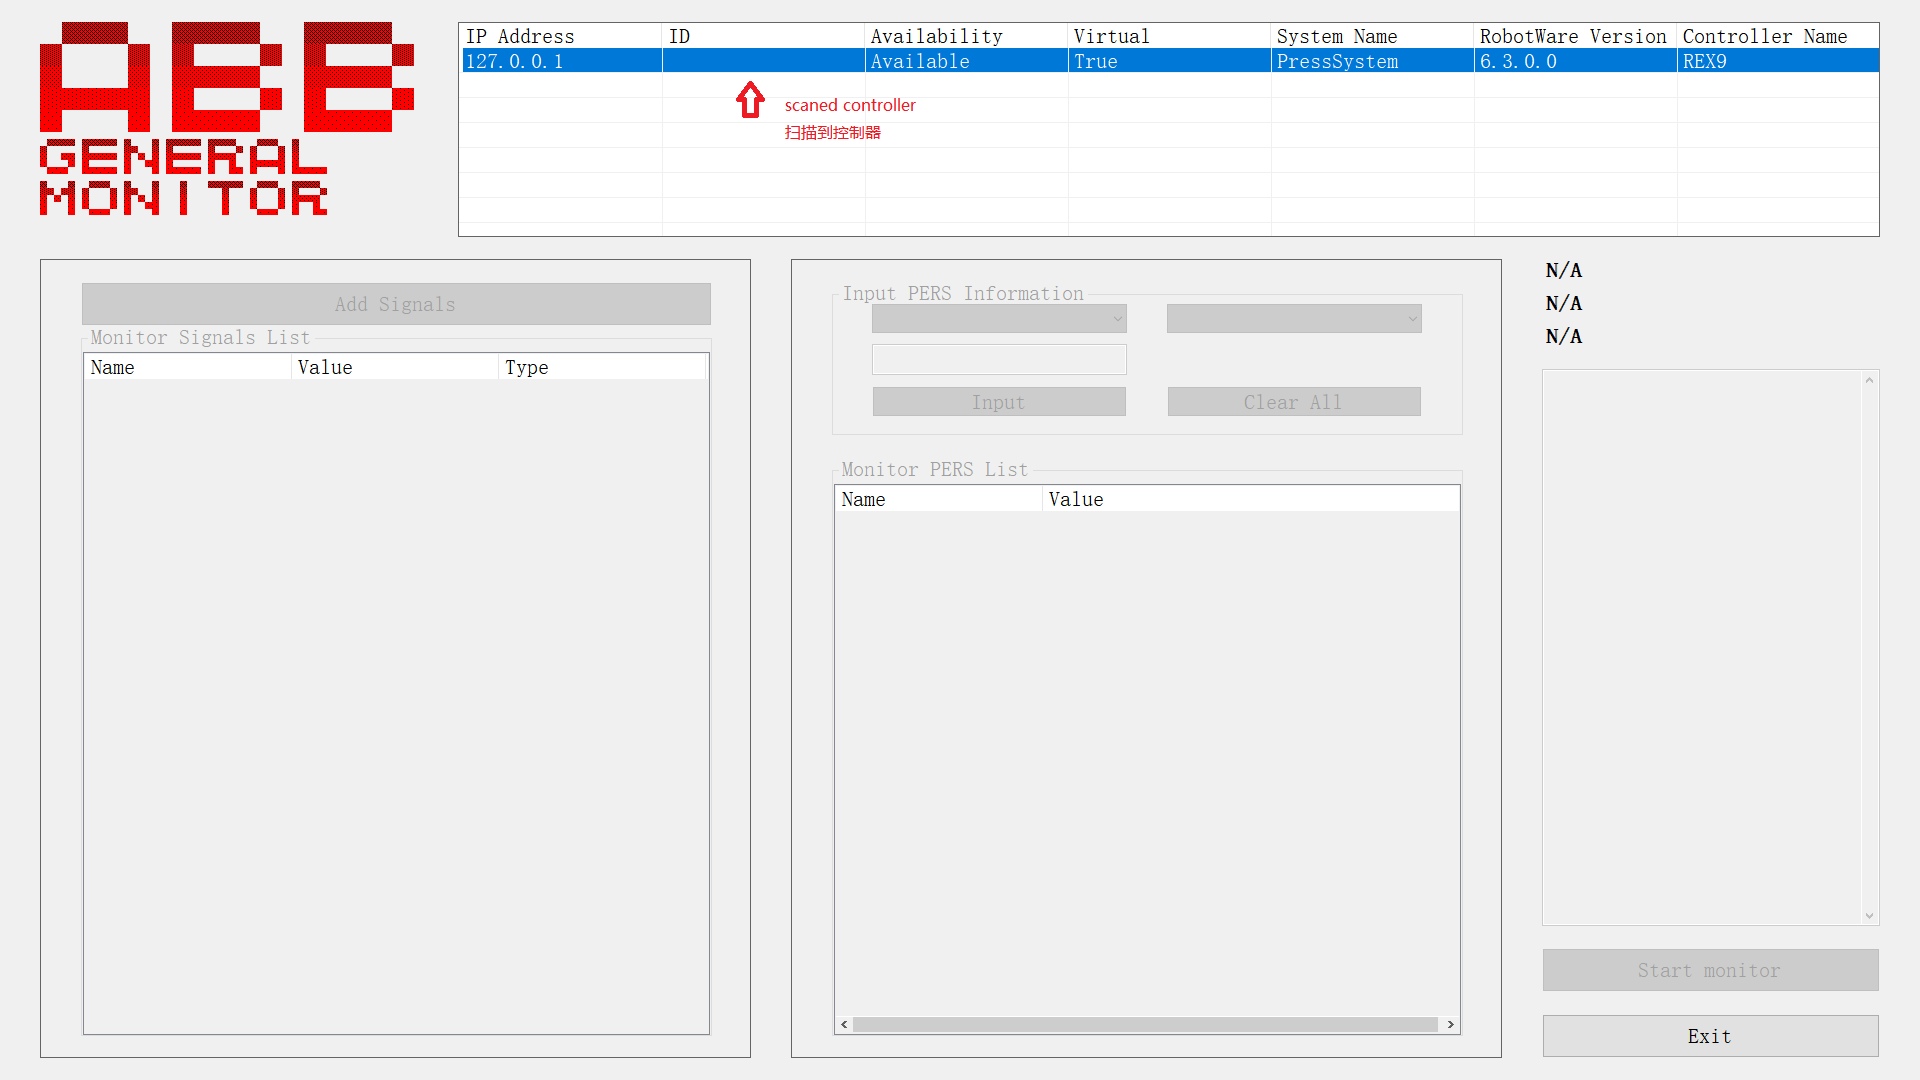 ABB
GENERAL
MONITOR
IP Address ID Availability Virtual System Name RobotWare Version Controller Name
127.0.0.1 Available True PressSystem 6.3.0.0 REX9
scaned controller
扫描到控制器
Add Signals
Monitor Signals List
Name Value Type
Input PERS Information
Input Clear All
Monitor PERS List
Name Value
N/A
N/A
N/A
Start monitor
Exit